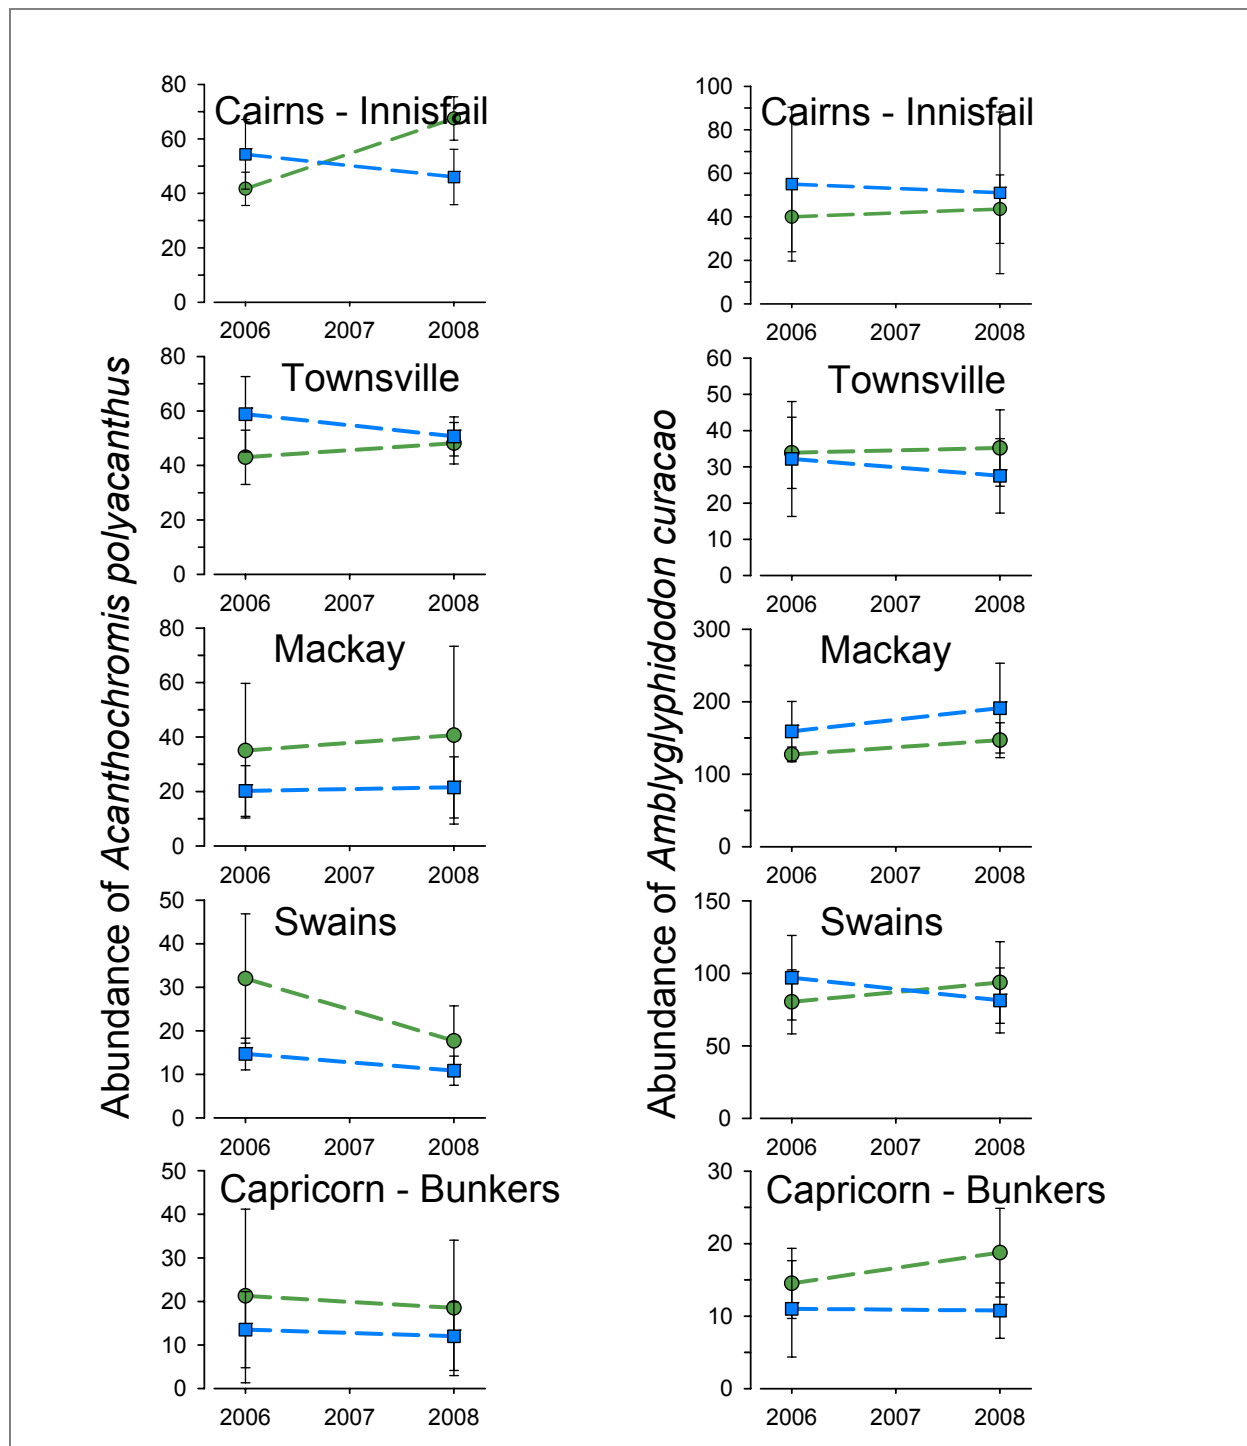 Abundance of Acanthochromis polyacanthus
Cairns - Innisfail
80
60
40
20
0
2006 2007 2008
Townsville
80
60
40
20
0
2006 2007 2008
Mackay
80
60
40
20
0
2006 2007 2008
Swains
50
40
30
20
10
0
2006 2007 2008
Capricorn - Bunkers
50
40
30
20
10
0
2006 2007 2008
Abundance of Amblyglyphidodon curacao
Cairns - Innisfail
100
80
60
40
20
0
2006 2007 2008
Townsville
60
50
40
30
20
10
0
2006 2007 2008
Mackay
300
200
100
0
2006 2007 2008
Swains
150
100
50
0
2006 2007 2008
Capricorn - Bunkers
30
20
10
0
2006 2007 2008